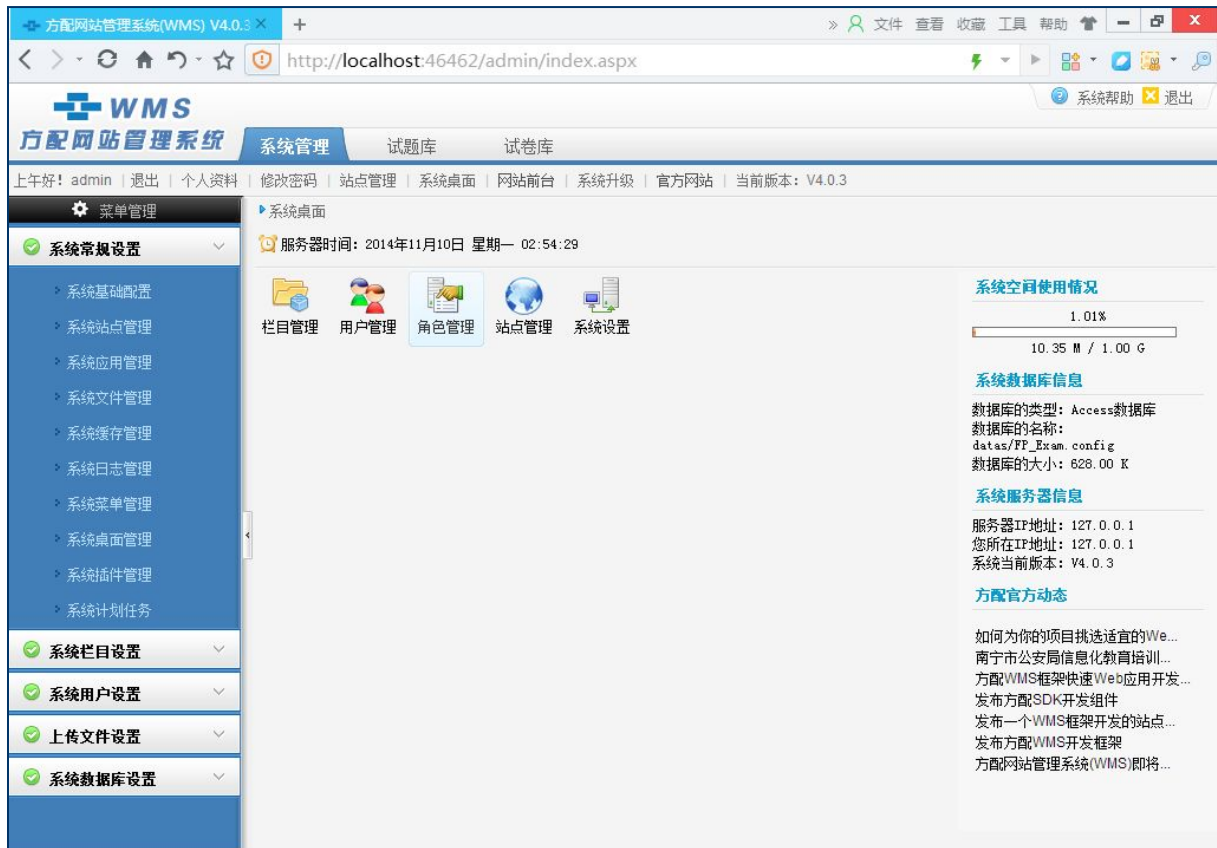 方配网站管理系统(WMS) V4.0.3
» 文件 查看 收藏 工具 帮助
http://localhost:46462/admin/index.aspx
WMS
方配网站管理系统
系统管理 试题库 试卷库
系统帮助 退出
上午好! admin | 退出 | 个人资料 | 修改密码 | 站点管理 | 系统桌面 | 网站前台 | 系统升级 | 官方网站 | 当前版本: V4.0.3
菜单管理
系统常规设置
系统基础配置
系统站点管理
系统应用管理
系统文件管理
系统缓存管理
系统日志管理
系统菜单管理
系统桌面管理
系统插件管理
系统计划任务
系统栏目设置
系统用户设置
上传文件设置
系统数据库设置
系统桌面
服务器时间: 2014年11月10日 星期一 02:54:29
栏目管理 用户管理 角色管理 站点管理 系统设置
系统空间使用情况
1.01%
10.35 M / 1.00 G
系统数据库信息
数据库的类型: Access数据库
数据库的名称:
datas/FP_Exam.config
数据库的大小: 628.00 K
系统服务器信息
服务器IP地址: 127.0.0.1
您所在IP地址: 127.0.0.1
系统当前版本: V4.0.3
方配官方动态
如何为你的项目挑选适宜的We...
南宁市公安局信息化教育培训...
方配WMS框架快速Web应用开发...
发布方配SDK开发组件
发布一个WMS框架开发的站点...
发布方配WMS开发框架
方配网站管理系统(WMS)即将...